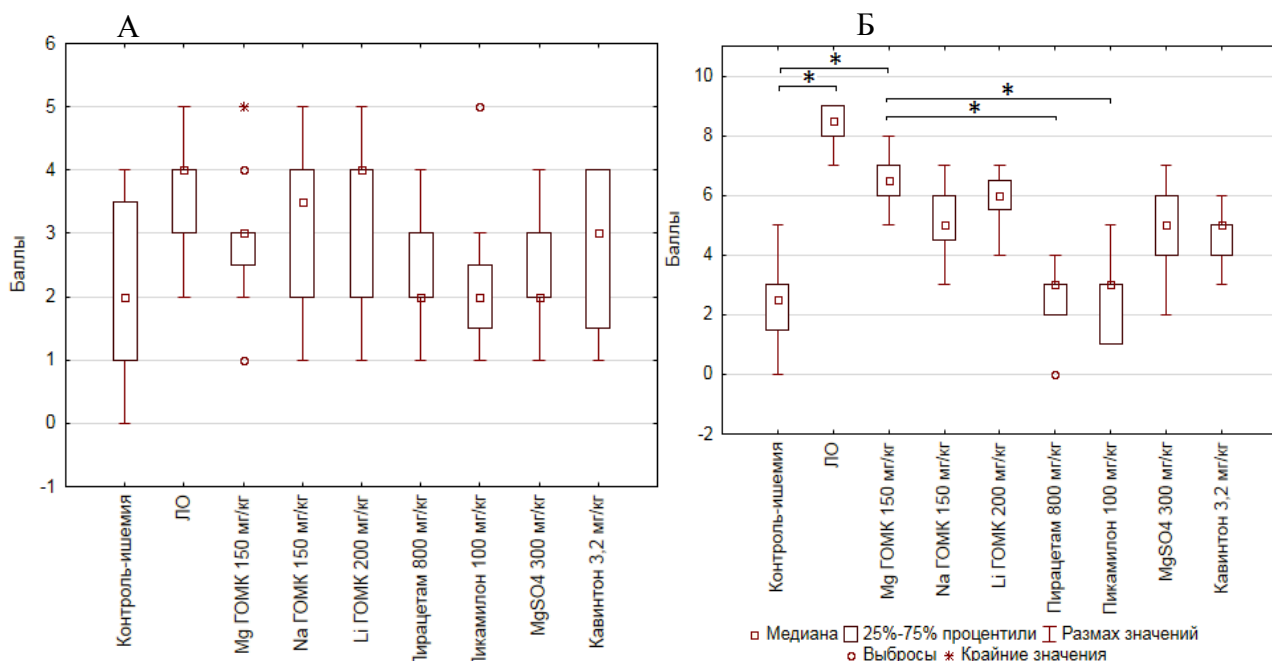 А
Баллы
6
5
4
3
2
1
0
-1
Контроль-ишемия
ЛО
Mg ГОМК 150 мг/кг
Na ГОМК 150 мг/кг
Li ГОМК 200 мг/кг
Пирацетам 800 мг/кг
Пикамилон 100 мг/кг
MgSO4 300 мг/кг
Кавинтон 3,2 мг/кг
Б
Баллы
10
8
6
4
2
0
-2
* 
*
*
*
Контроль-ишемия
ЛО
Mg ГОМК 150 мг/кг
Na ГОМК 150 мг/кг
Li ГОМК 200 мг/кг
Пирацетам 800 мг/кг
Пикамилон 100 мг/кг
MgSO4 300 мг/кг
Кавинтон 3,2 мг/кг
Медиана 25%-75% процентили Размах значений
Выбросы Крайние значения